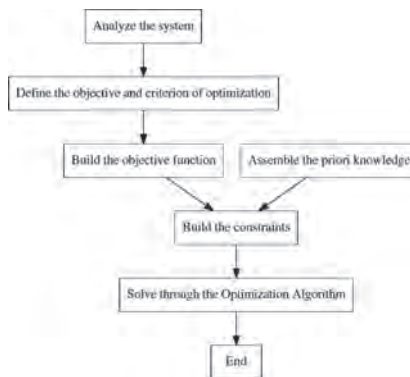 Analyze the system
Define the objective and criterion of optimization
Build the objective function
Assemble the priori knowledge
Build the constraints
Solve through the Optimization Algorithm
End